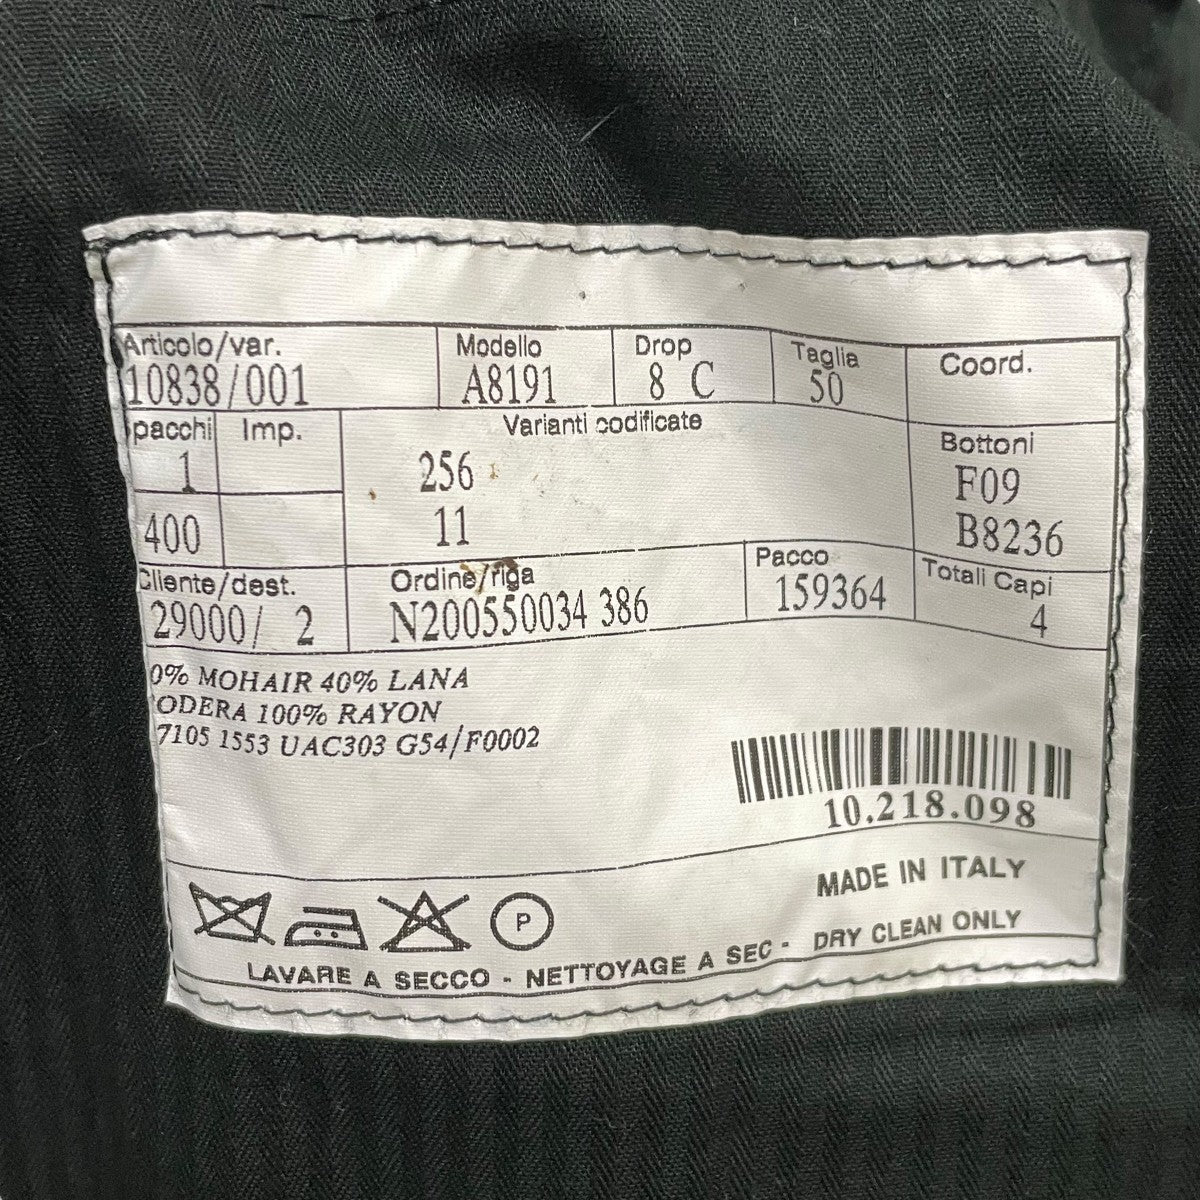 Articolo/var. Modello Drop Taglia Coord.
10838/001 A8191 8 C 50
pacchi Imp. Varianti codificate Bottoni
1 256 F09
400 11 B8236
Cliente/dest. Ordine/riga Pacco Totali Capi
29000/ 2 N200550034 386 159364 4
0% MOHAIR 40% LANA
ODERA 100% RAYON
7105 1553 UAC303 G54/F0002
10.218.098
MADE IN ITALY
P
LAVARE A SECCO - NETTOYAGE A SEC - DRY CLEAN ONLY